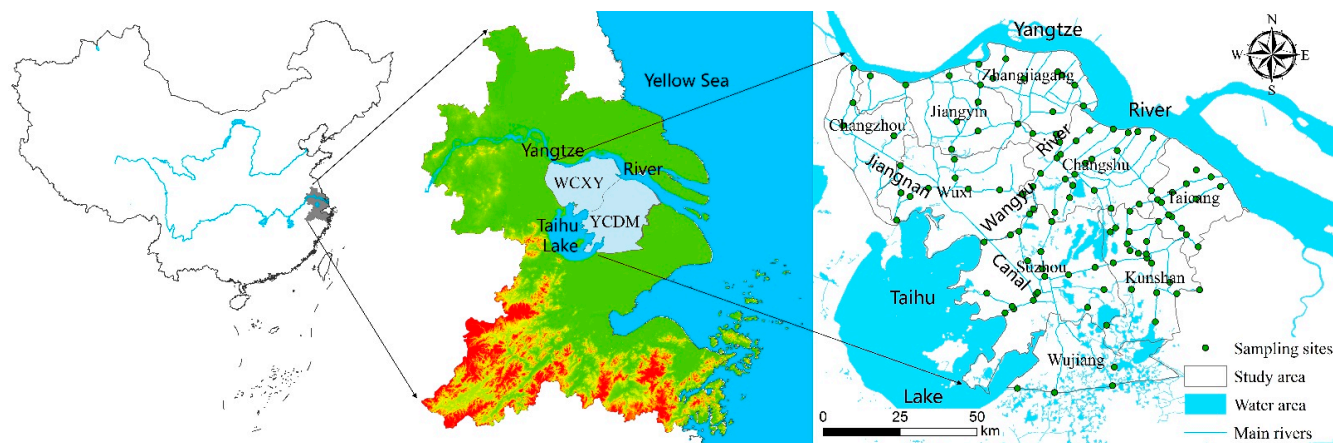 Yellow Sea
Yangtze
River
WCXY
YCDM
Taihu
Lake
Yangtze
River
N
W
E
S
Zhangjiagang
Jiangyin
Changzhou
River
Changshu
Jiangnan
Wuxi
Wangyu
Taicang
Canal
Suzhou
Kunshan
Taihu
Wujiang
Lake
Sampling sites
Study area
Water area
Main rivers
0 25 50
km